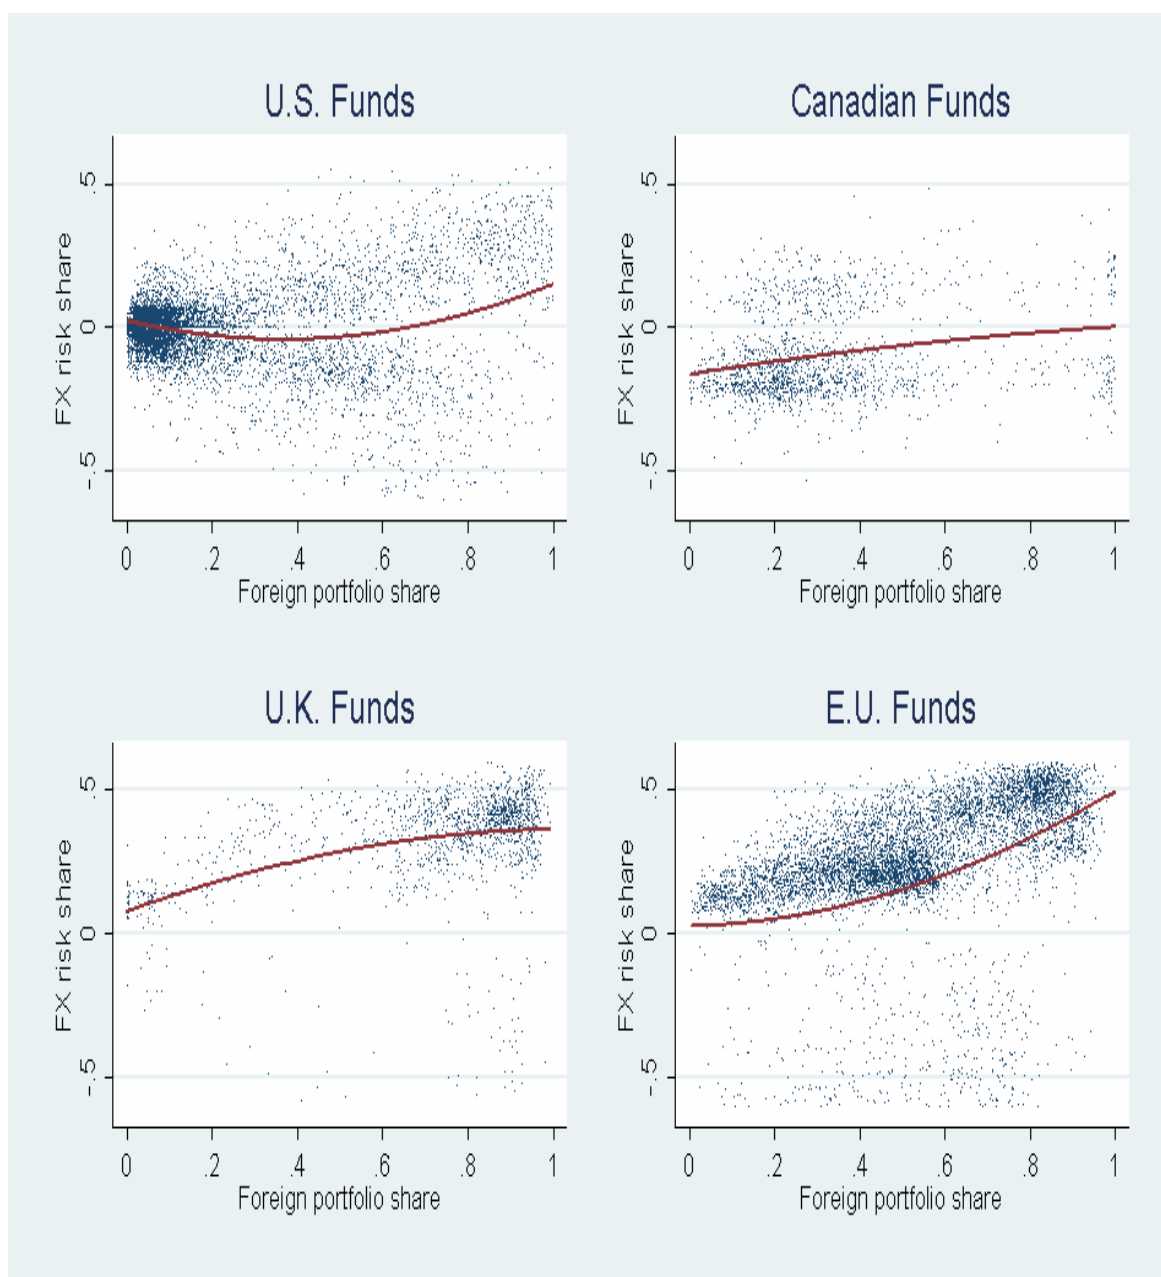 U.S. Funds
FX risk share
.5
0
-.5
0 .2 .4 .6 .8 1
Foreign portfolio share
Canadian Funds
FX risk share
.5
0
-.5
0 .2 .4 .6 .8 1
Foreign portfolio share
U.K. Funds
FX risk share
.5
0
-.5
0 .2 .4 .6 .8 1
Foreign portfolio share
E.U. Funds
FX risk share
.5
0
-.5
0 .2 .4 .6 .8 1
Foreign portfolio share